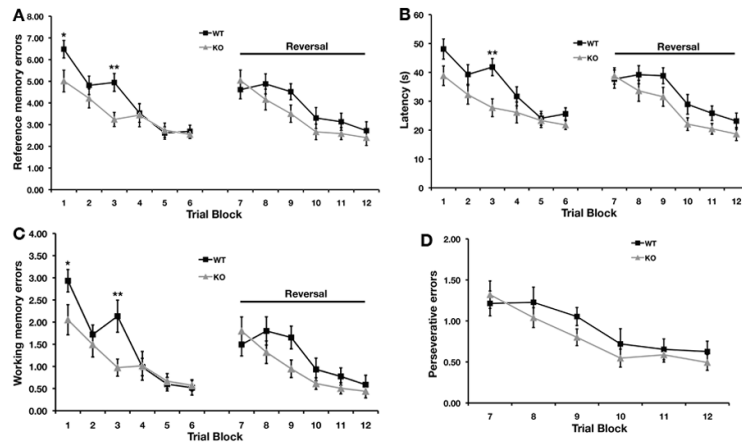 A
Reference memory errors
8.00
7.00
6.00
5.00
4.00
3.00
2.00
1.00
0.00
*
**
WT
KO
Reversal
1 2 3 4 5 6 7 8 9 10 11 12
Trial Block
B
Latency (s)
60
50
40
30
20
10
0
**
WT
KO
Reversal
1 2 3 4 5 6 7 8 9 10 11 12
Trial Block
C
Working memory errors
4.00
3.50
3.00
2.50
2.00
1.50
1.00
0.50
0.00
*
**
WT
KO
Reversal
1 2 3 4 5 6 7 8 9 10 11 12
Trial Block
D
Perseverative errors
2.00
1.50
1.00
0.50
0.00
WT
KO
7 8 9 10 11 12
Trial Block